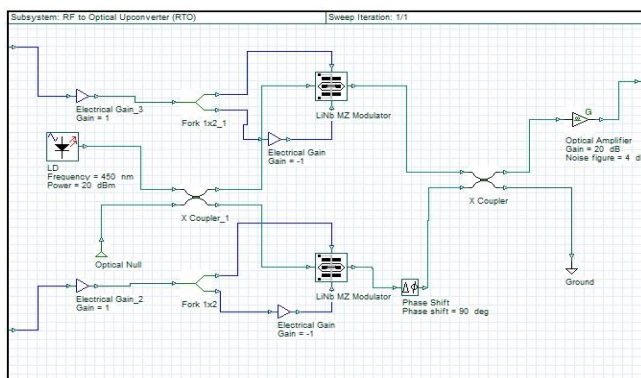 Subsystem: RF to Optical Upconverter (RTO)
Sweep Iteration: 1/1
Electrical Gain_3
Gain = 1
Fork 1x2_1
LiNb MZ Modulator
Electrical Gain
Gain = -1
LD
Frequency = 450 nm
Power = 20 dBm
X Coupler_1
Optical Null
G
Optical Amplifier
Gain = 20 dB
Noise figure = 4 d
X Coupler
Ground
Electrical Gain_2
Gain = 1
Fork 1x2
LiNb MZ Modulator
Electrical Gain
Gain = -1
Phase Shift
Phase shift = 90 deg